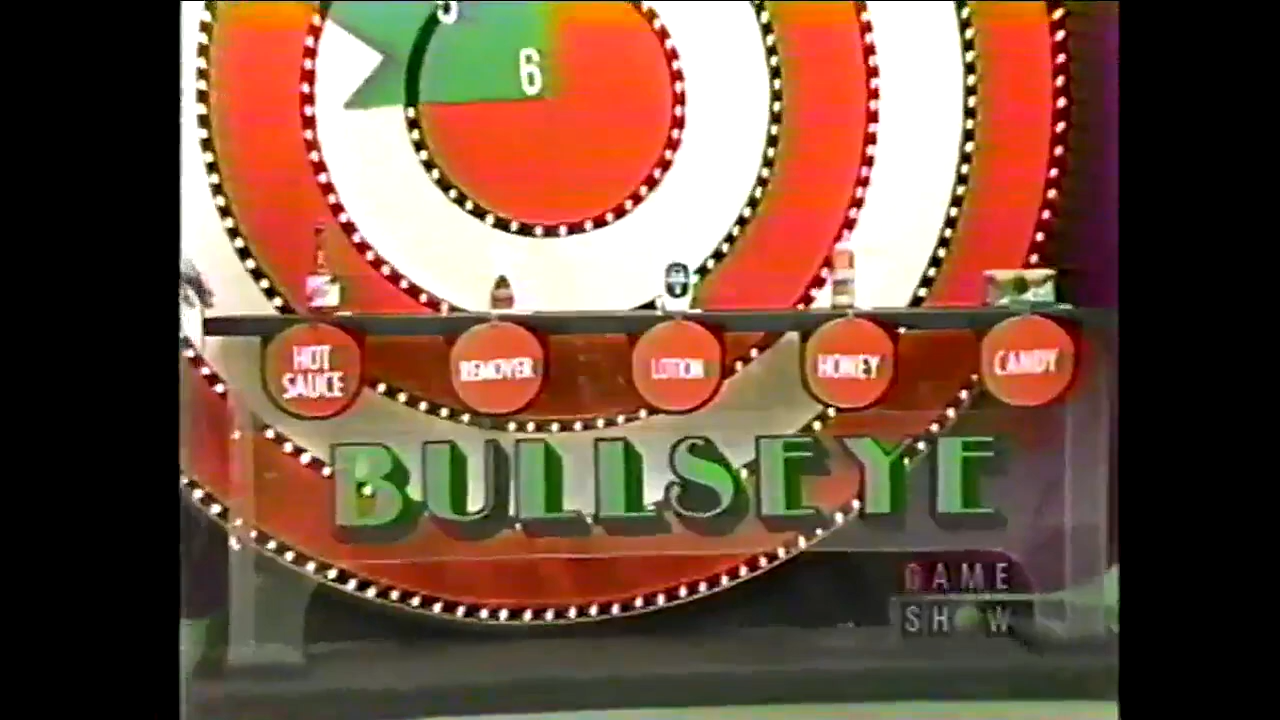 6
HOT
SAUCE
REMOVER
LOTION
HONEY
CANDY
BULLSEYE
GAME
SHOW